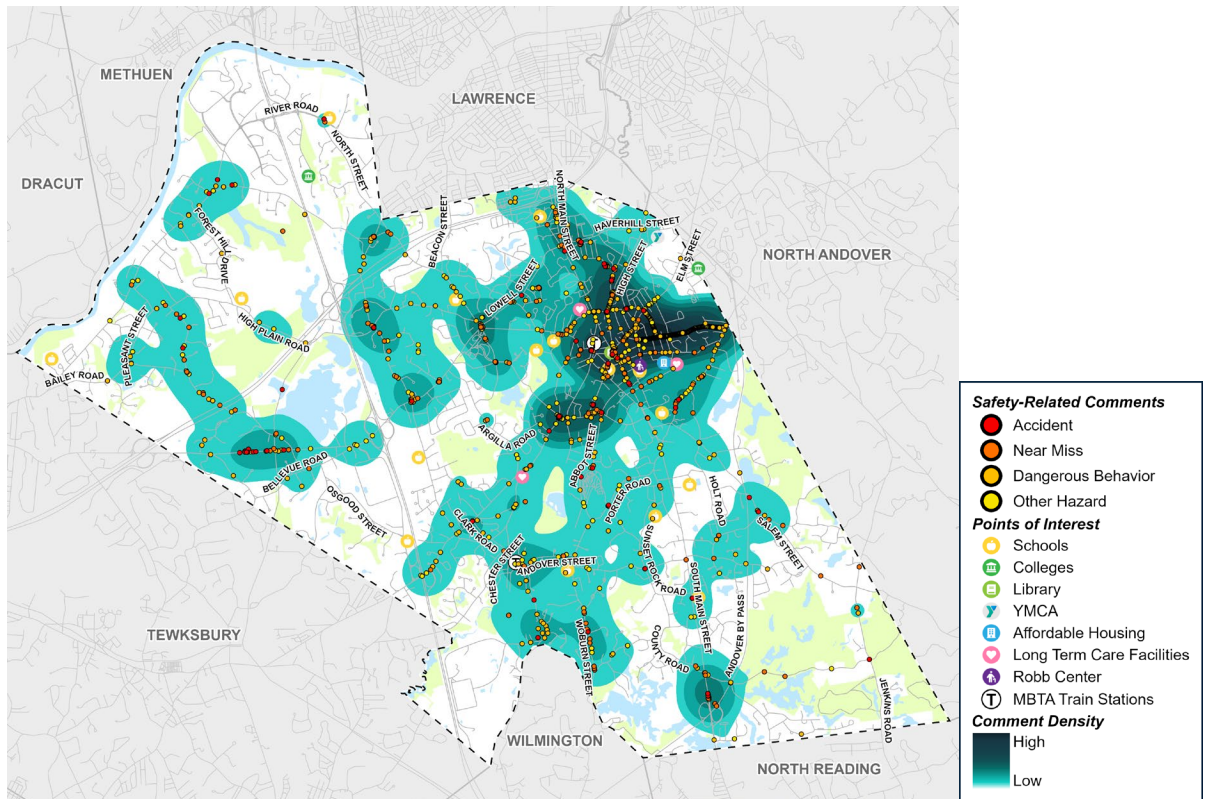 METHUEN
LAWRENCE
RIVER ROAD
NORTH STREET
DRACUT
NORTH MAIN STREET
HAVERHILL STREET
BEACON STREET
ELM STREET
HIGH STREET
NORTH ANDOVER
FOREST HILL DRIVE
LOWELL STREET
HIGH PLAIN ROAD
PLEASANT STREET
BAILEY ROAD
ARGILLA ROAD
ABBOT STREET
BELLEVUE ROAD
OSGOOD STREET
PORTER ROAD
HOLT ROAD
SALEM STREET
CLARK ROAD
CHESTER STREET
T
ANDOVER STREET
SUNSET ROCK ROAD
SOUTH MAIN STREET
ANDOVER BY PASS
TEWKSBURY
WOBURN STREET
COUNTY ROAD
JENKINS ROAD
WILMINGTON
NORTH READING
Safety-Related Comments
Accident
Near Miss
Dangerous Behavior
Other Hazard
Points of Interest
Schools
Colleges
Library
YMCA
Affordable Housing
Long Term Care Facilities
Robb Center
T MBTA Train Stations
Comment Density
High
Low